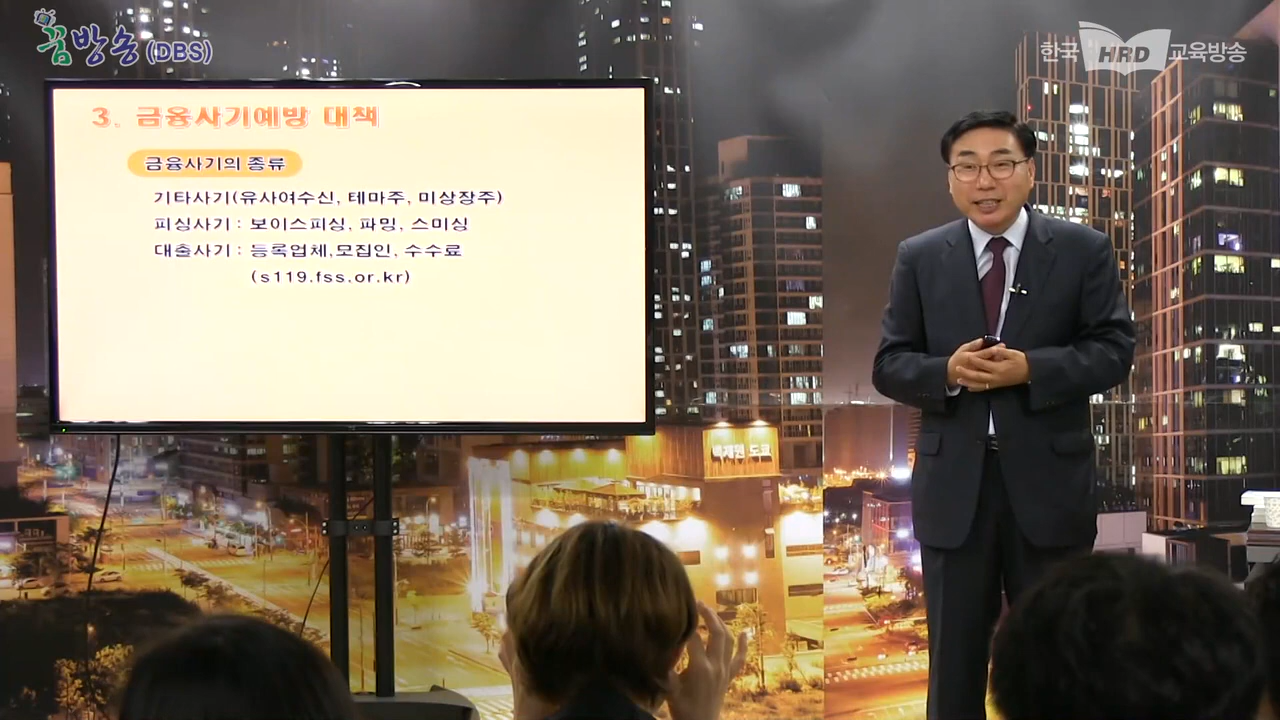 꿈방송(DBS)
한국 HRD 교육방송
3. 금융사기예방 대책
금융사기의 종류
기타사기(유사여수신, 테마주, 미상장주)
피싱사기 : 보이스피싱, 파밍, 스미싱
대출사기 : 등록업체,모집인, 수수료
(s119.fss.or.kr)